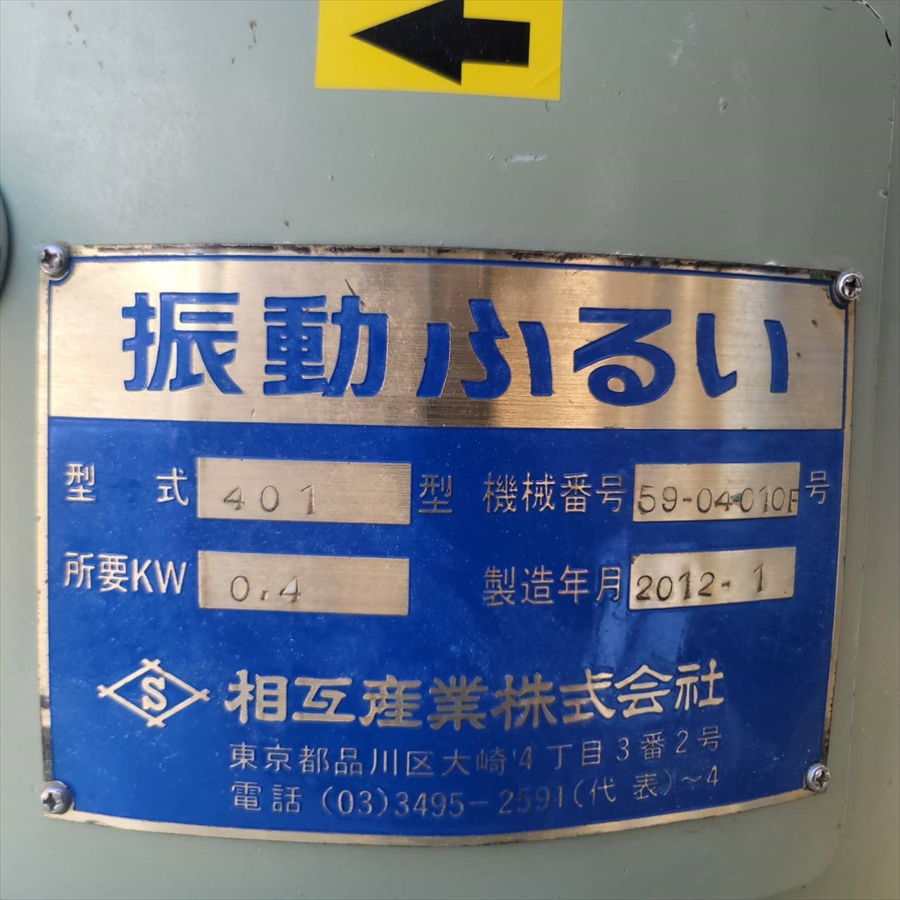 振動ふるい
型式 401 型 機械番号 59-04010F 号
所要KW 0.4 製造年月 2012-1
S 相互産業株式会社
東京都品川区大崎4丁目3番2号
電話(03)3495-2591(代表)~4